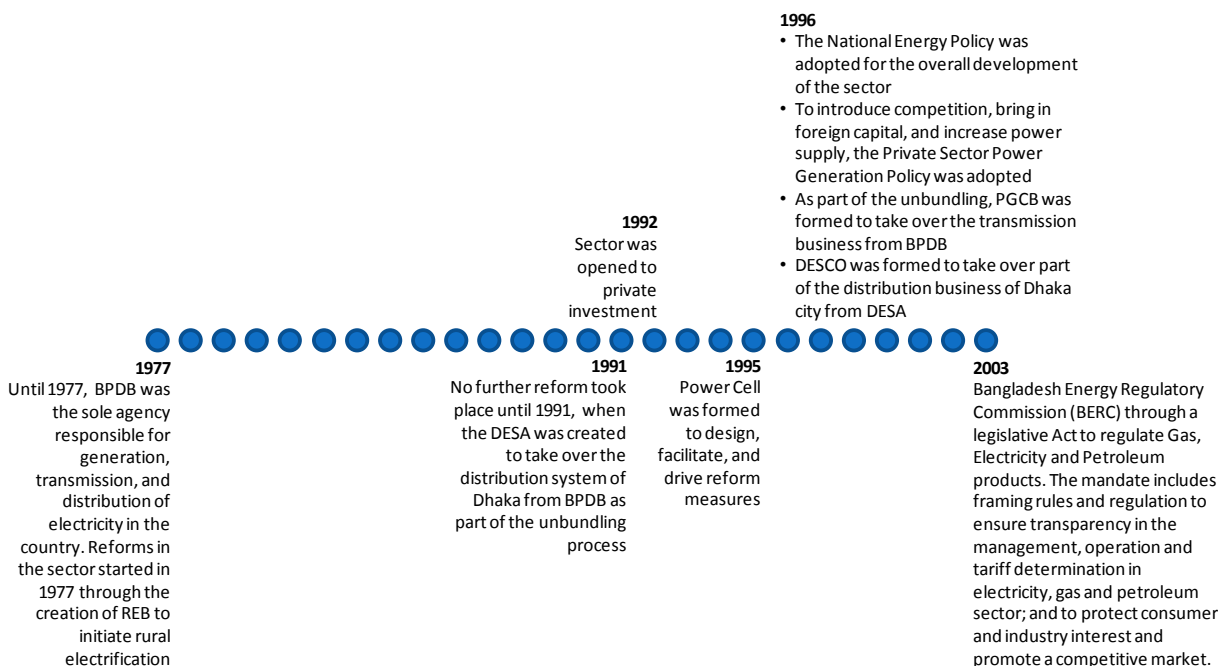 1977
Until 1977, BPDB was
the sole agency
responsible for
generation,
transmission, and
distribution of
electricity in the
country. Reforms in
the sector started in
1977 through the
creation of REB to
initiate rural
electrification
1991
No further reform took
place until 1991, when
the DESA was created
to take over the
distribution system of
Dhaka from BPDB as
part of the unbundling
process
1992
Sector was
opened to
private
investment
1995
Power Cell
was formed
to design,
facilitate, and
drive reform
measures
1996
• The National Energy Policy was
adopted for the overall development
of the sector
• To introduce competition, bring in
foreign capital, and increase power
supply, the Private Sector Power
Generation Policy was adopted
• As part of the unbundling, PGCB was
formed to take over the transmission
business from BPDB
• DESCO was formed to take over part
of the distribution business of Dhaka
city from DESA
2003
Bangladesh Energy Regulatory
Commission (BERC) through a
legislative Act to regulate Gas,
Electricity and Petroleum
products. The mandate includes
framing rules and regulation to
ensure transparency in the
management, operation and
tariff determination in
electricity, gas and petroleum
sector; and to protect consumer
and industry interest and
promote a competitive market.